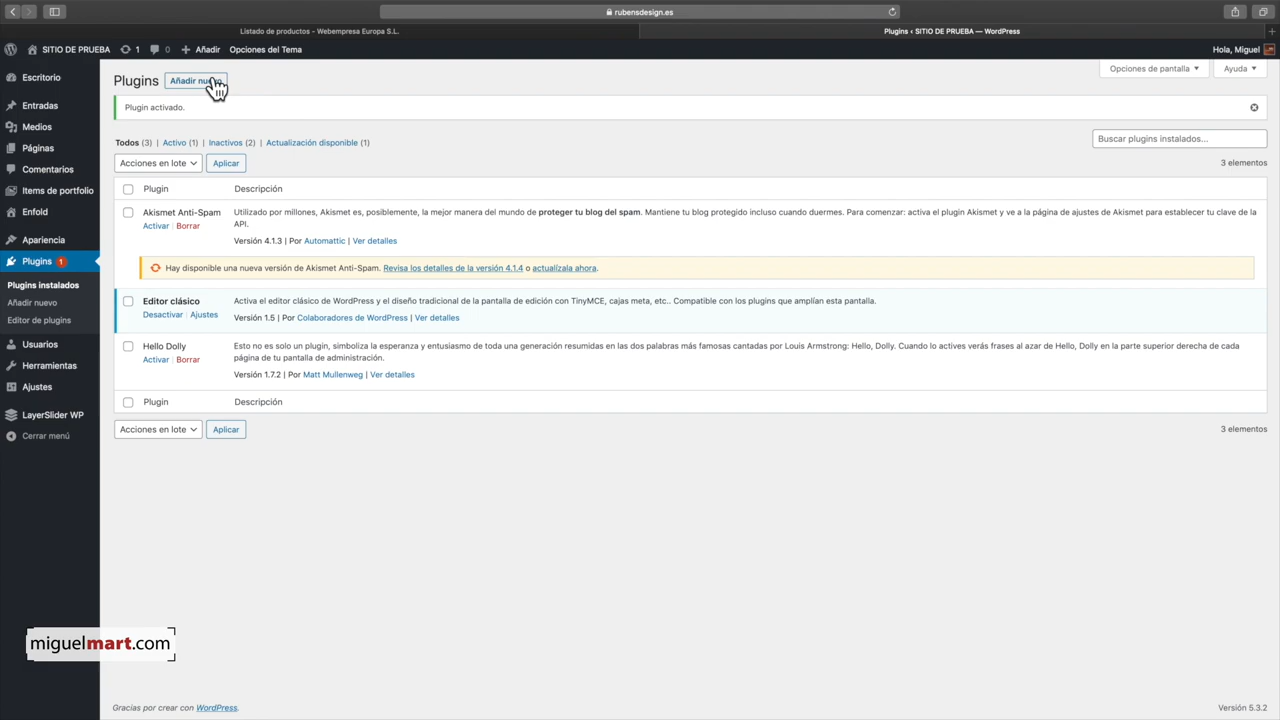 rubensdesign.es
Listado de productos - Webempresa Europa S.L.
Plugins ‹ SITIO DE PRUEBA — WordPress
SITIO DE PRUEBA 1 0 Añadir Opciones del Tema
Hola, Miguel
Escritorio
Entradas
Medios
Páginas
Comentarios
Items de portfolio
Enfold
Apariencia
Plugins 1
Plugins instalados
Añadir nuevo
Editor de plugins
Usuarios
Herramientas
Ajustes
LayerSlider WP
Cerrar menú
Opciones de pantalla
Ayuda
Plugins Añadir nuevo
Plugin activado.
Todos (3) | Activo (1) | Inactivos (2) | Actualización disponible (1)
Buscar plugins instalados...
Acciones en lote Aplicar
3 elementos
Plugin Descripción
Akismet Anti-Spam
Activar | Borrar
Utilizado por millones, Akismet es, posiblemente, la mejor manera del mundo de proteger tu blog del spam. Mantiene tu blog protegido incluso cuando duermes. Para comenzar: activa el plugin Akismet y ve a la página de ajustes de Akismet para establecer tu clave de la
API.
Versión 4.1.3 | Por Automattic | Ver detalles
Hay disponible una nueva versión de Akismet Anti-Spam. Revisa los detalles de la versión 4.1.4 o actualízala ahora.
Editor clásico
Desactivar | Ajustes
Activa el editor clásico de WordPress y el diseño tradicional de la pantalla de edición con TinyMCE, cajas meta, etc.. Compatible con los plugins que amplían esta pantalla.
Versión 1.5 | Por Colaboradores de WordPress | Ver detalles
Hello Dolly
Activar | Borrar
Esto no es solo un plugin, simboliza la esperanza y entusiasmo de toda una generación resumidas en las dos palabras más famosas cantadas por Louis Armstrong: Hello, Dolly. Cuando lo actives verás frases al azar de Hello, Dolly en la parte superior derecha de cada
página de tu pantalla de administración.
Versión 1.7.2 | Por Matt Mullenweg | Ver detalles
Plugin Descripción
Acciones en lote Aplicar
3 elementos
miguelmart.com
Gracias por crear con WordPress.
Versión 5.3.2